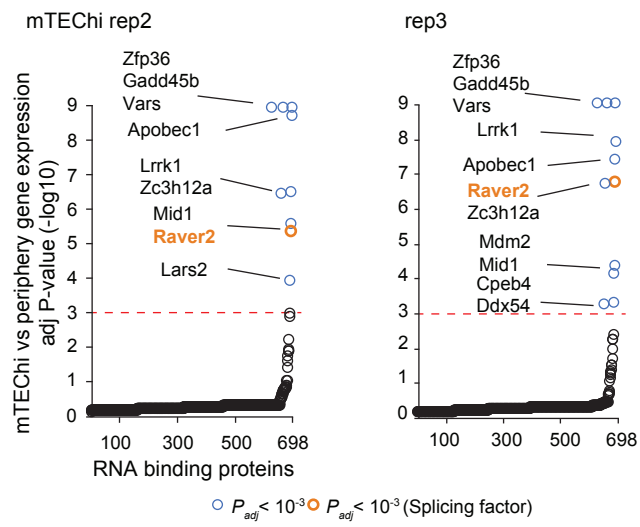 mTEChi rep2
rep3
mTEChi vs periphery gene expression
adj P-value (-log10)
Zfp36
Gadd45b
Vars
Apobec1
Lrrk1
Zc3h12a
Mid1
Raver2
Lars2
9
8
7
6
5
4
3
2
1
0
100
300
500
698
RNA binding proteins
Zfp36
Gadd45b
Vars
Lrrk1
Apobec1
Raver2
Zc3h12a
Mdm2
Mid1
Cpeb4
Ddx54
9
8
7
6
5
4
3
2
1
0
100
300
500
698
Padj < 10-3 Padj < 10-3 (Splicing factor)